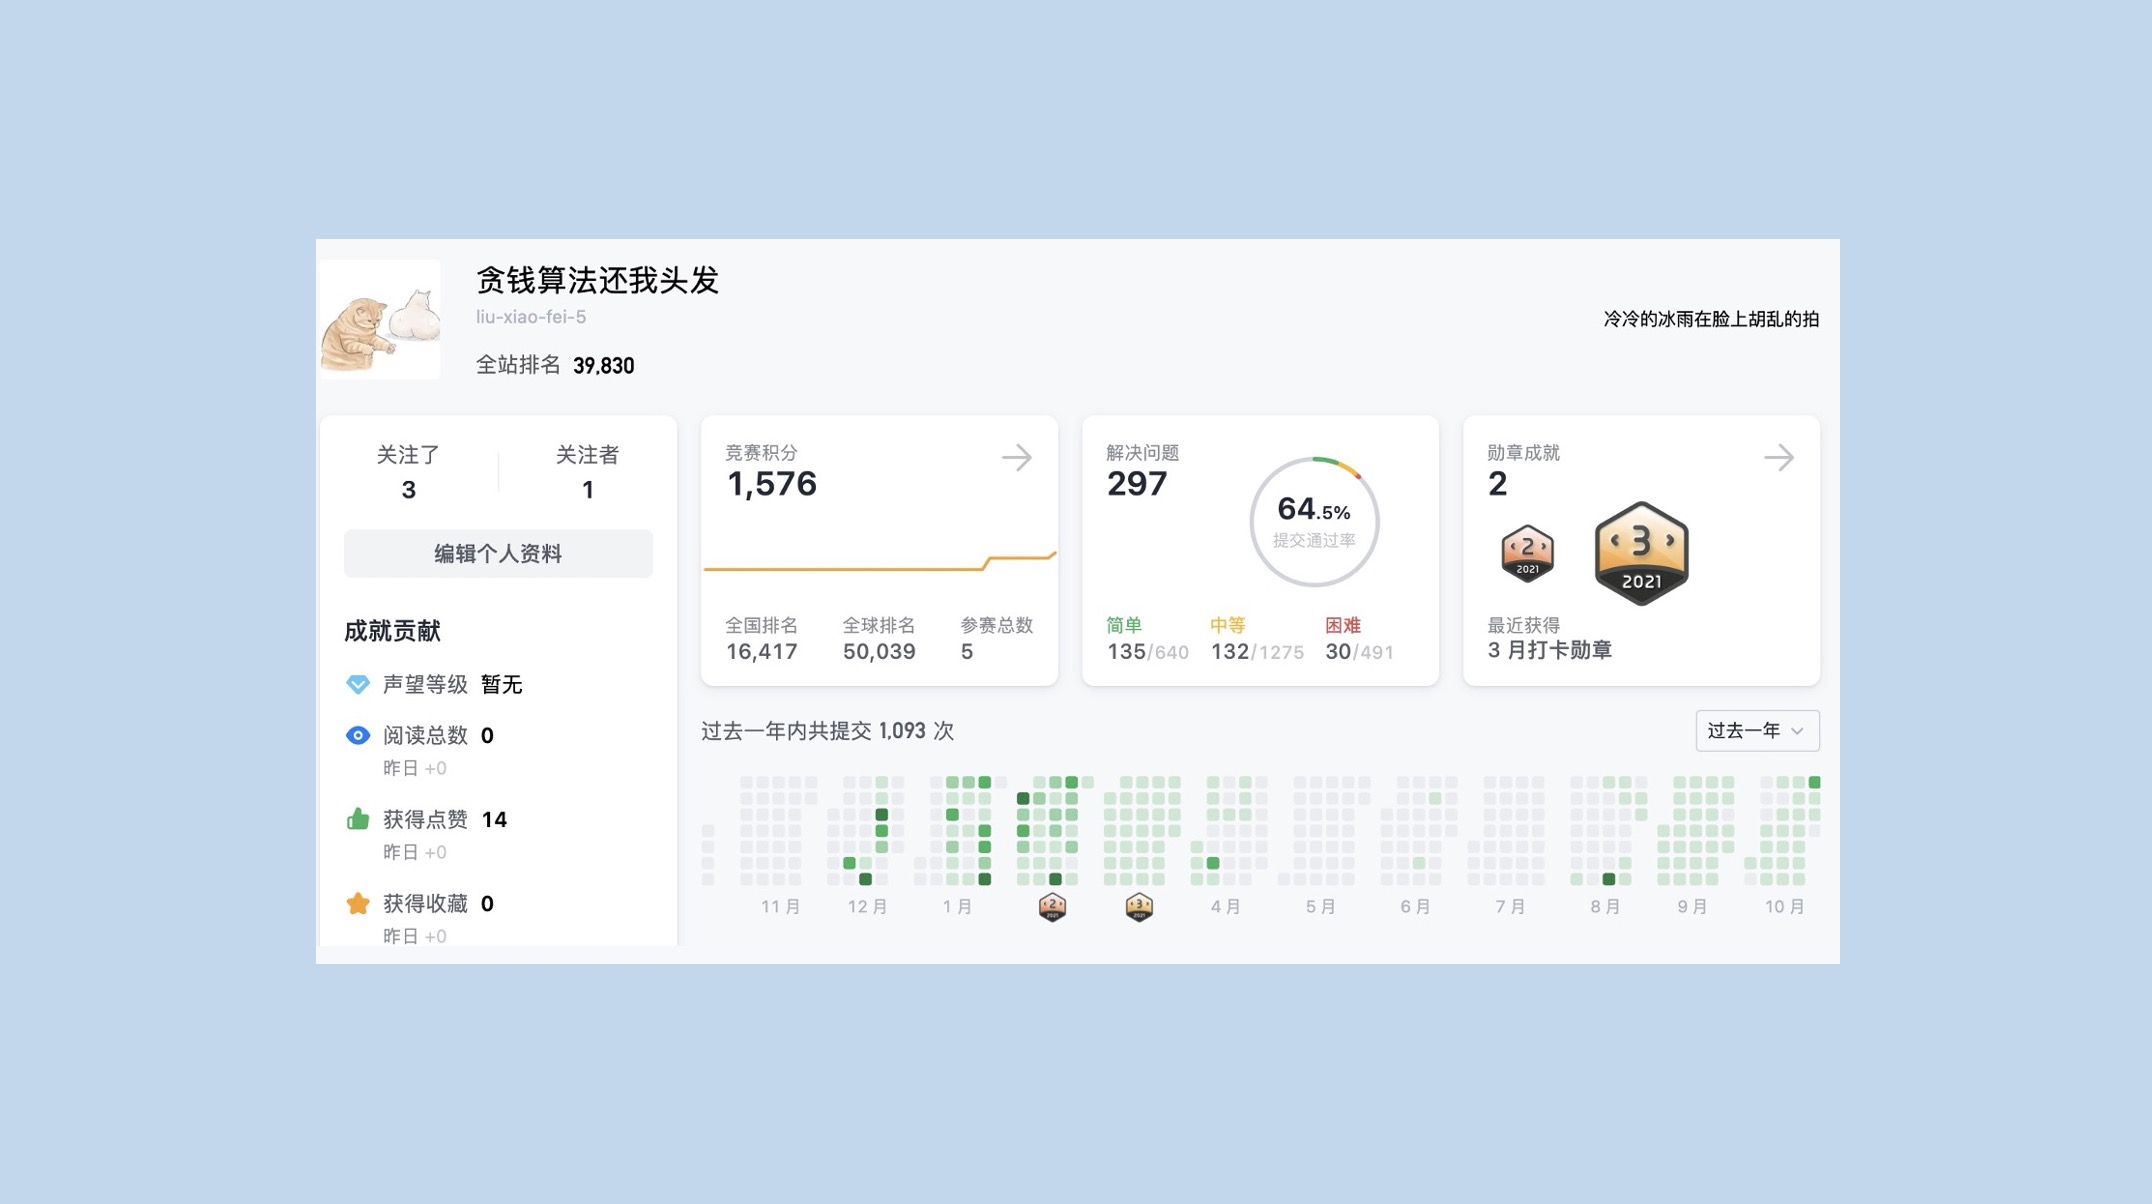 贪钱算法还我头发
liu-xiao-fei-5
全站排名 39,830
冷冷的冰雨在脸上胡乱的拍
关注了 关注者
3 1
编辑个人资料
成就贡献
声望等级 暂无
阅读总数 0
昨日 +0
获得点赞 14
昨日 +0
获得收藏 0
昨日 +0
竞赛积分
1,576
全国排名 全球排名 参赛总数
16,417 50,039 5
解决问题
297
64.5%
提交通过率
简单 中等 困难
135/640 132/1275 30/491
勋章成就
2
2 2021
3 2021
最近获得
3 月打卡勋章
过去一年内共提交 1,093 次
过去一年
11 月 12 月 1 月 2 2021 3 2021 4 月 5 月 6 月 7 月 8 月 9 月 10 月